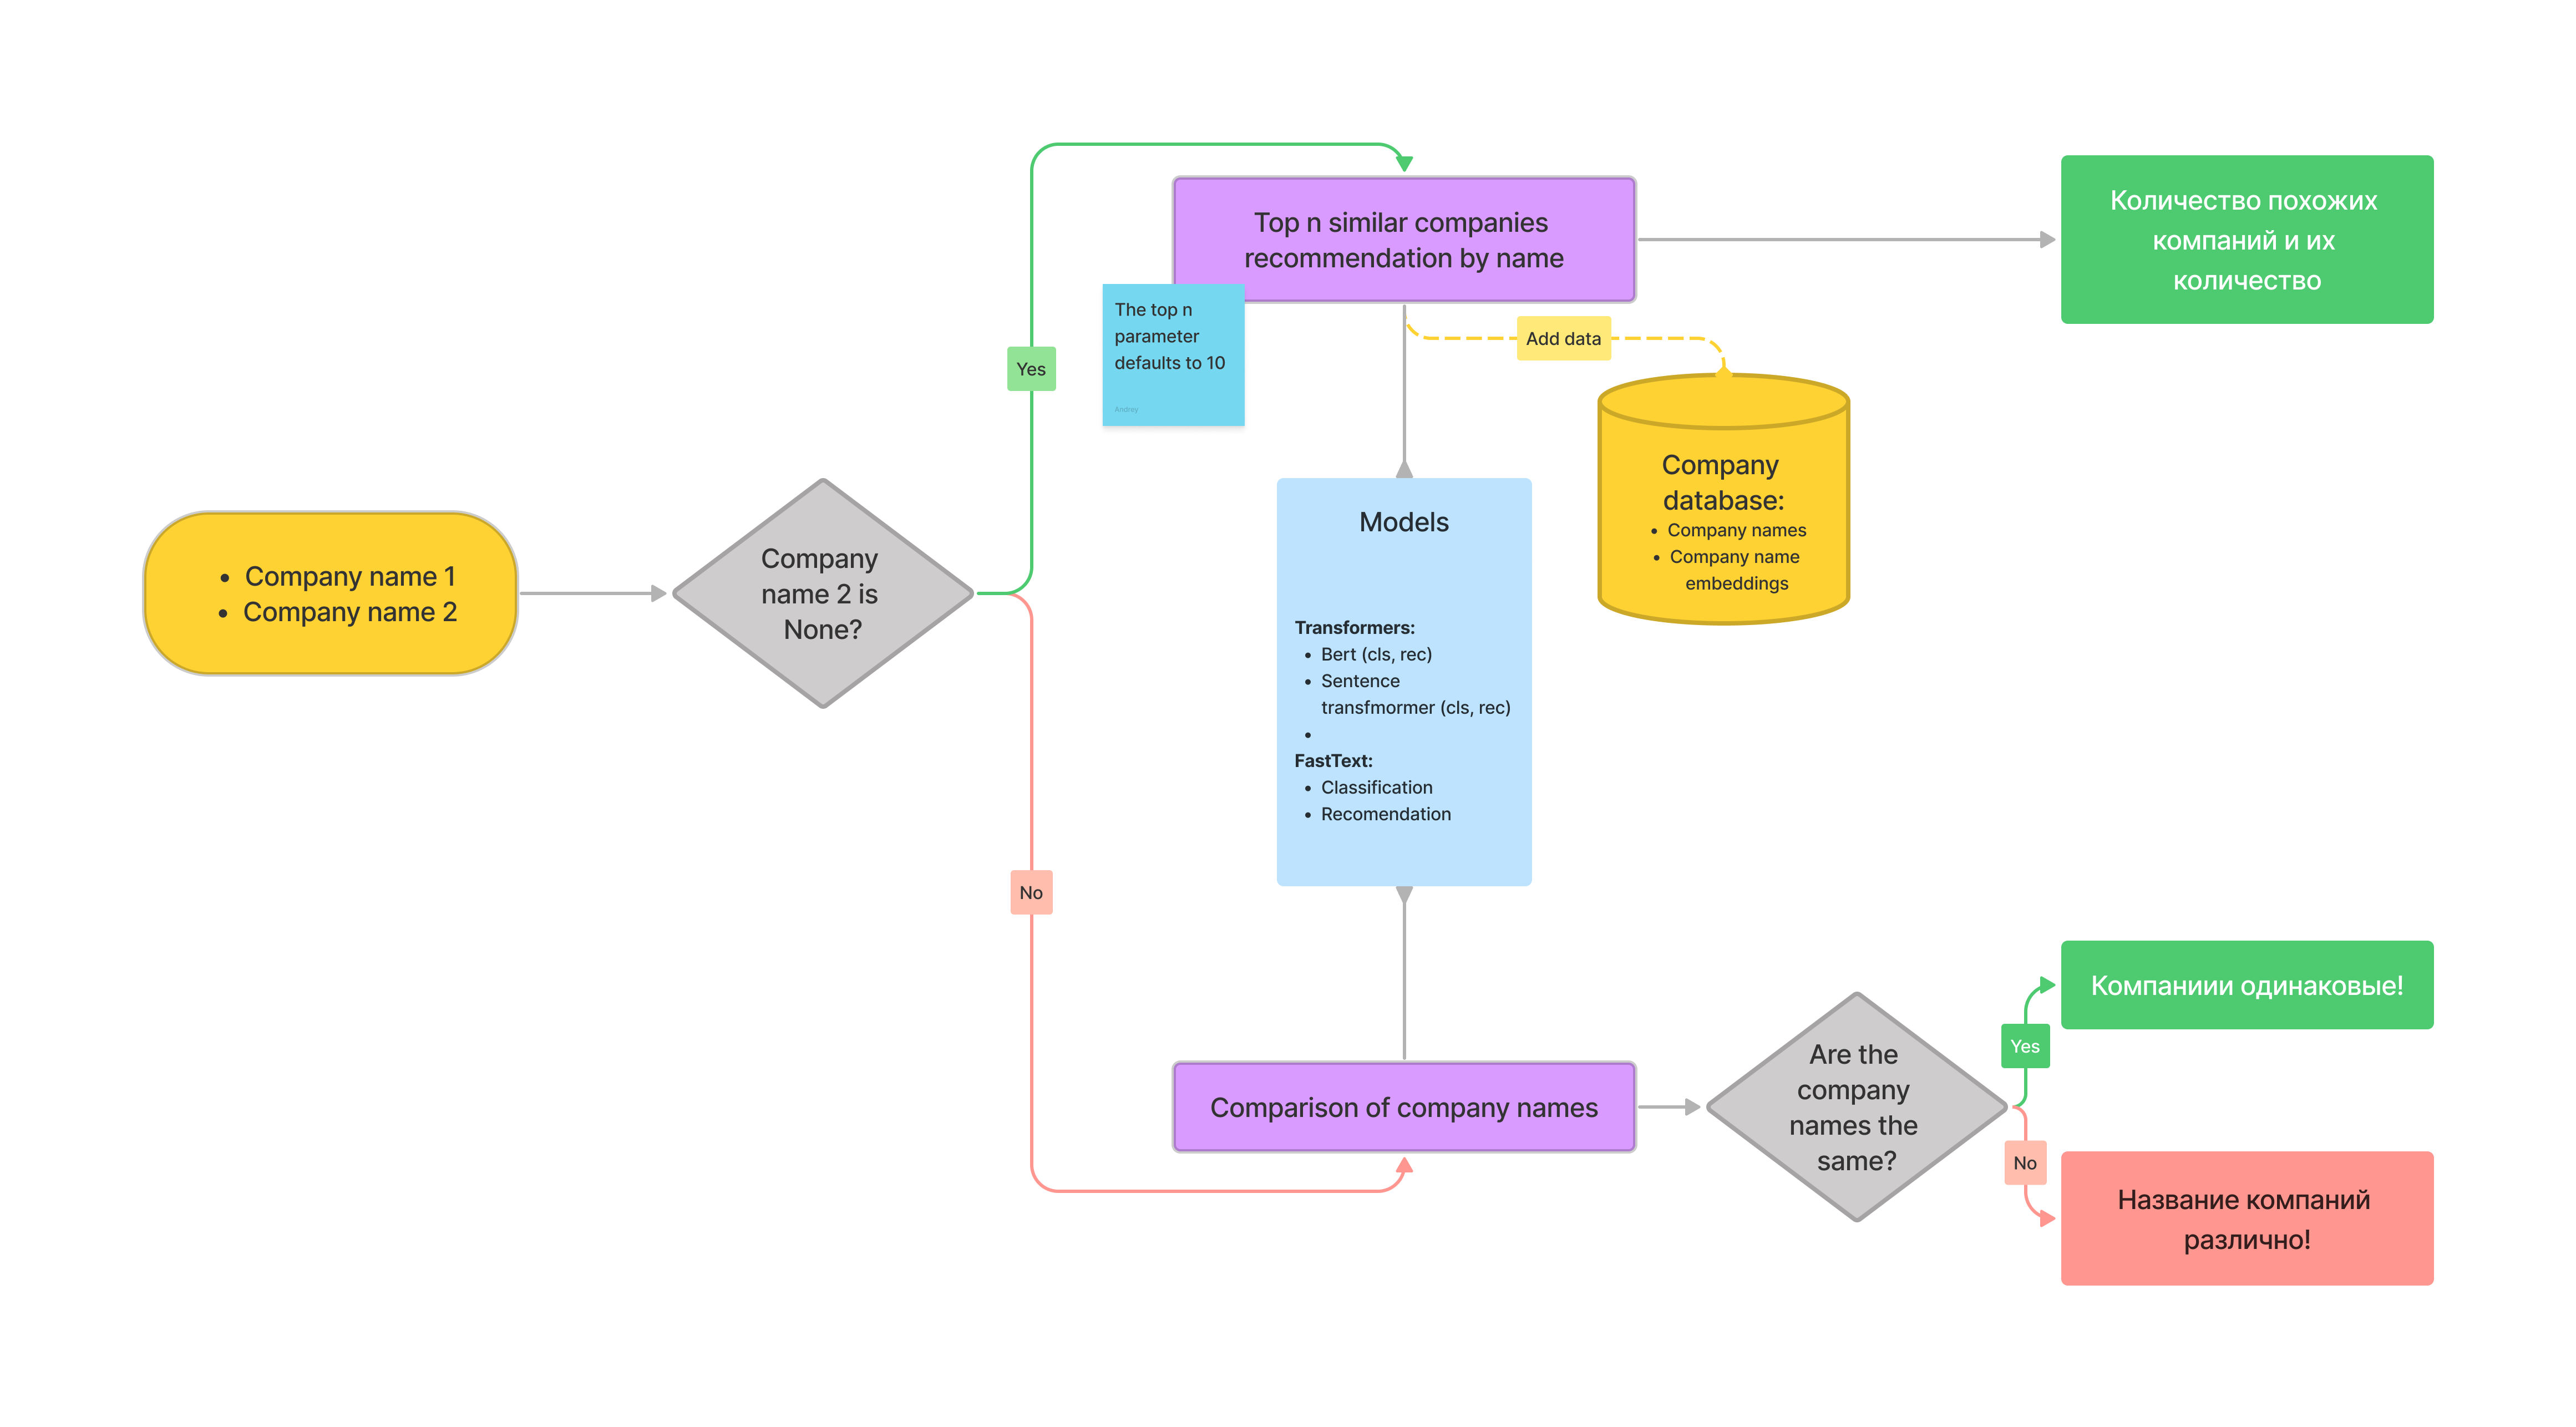 Company name 1
Company name 2
Company
name 2 is
None?
Yes
No
Top n similar companies
recommendation by name
The top n
parameter
defaults to 10
Andrey
Add data
Company
database:
Company names
Company name
embeddings
Models
Transformers:
Bert (cls, rec)
Sentence
transfmormer (cls, rec)
FastText:
Classification
Recomendation
Comparison of company names
Are the
company
names the
same?
Yes
No
Количество похожих
компаний и их
количество
Компаниии одинаковые!
Название компаний
различно!